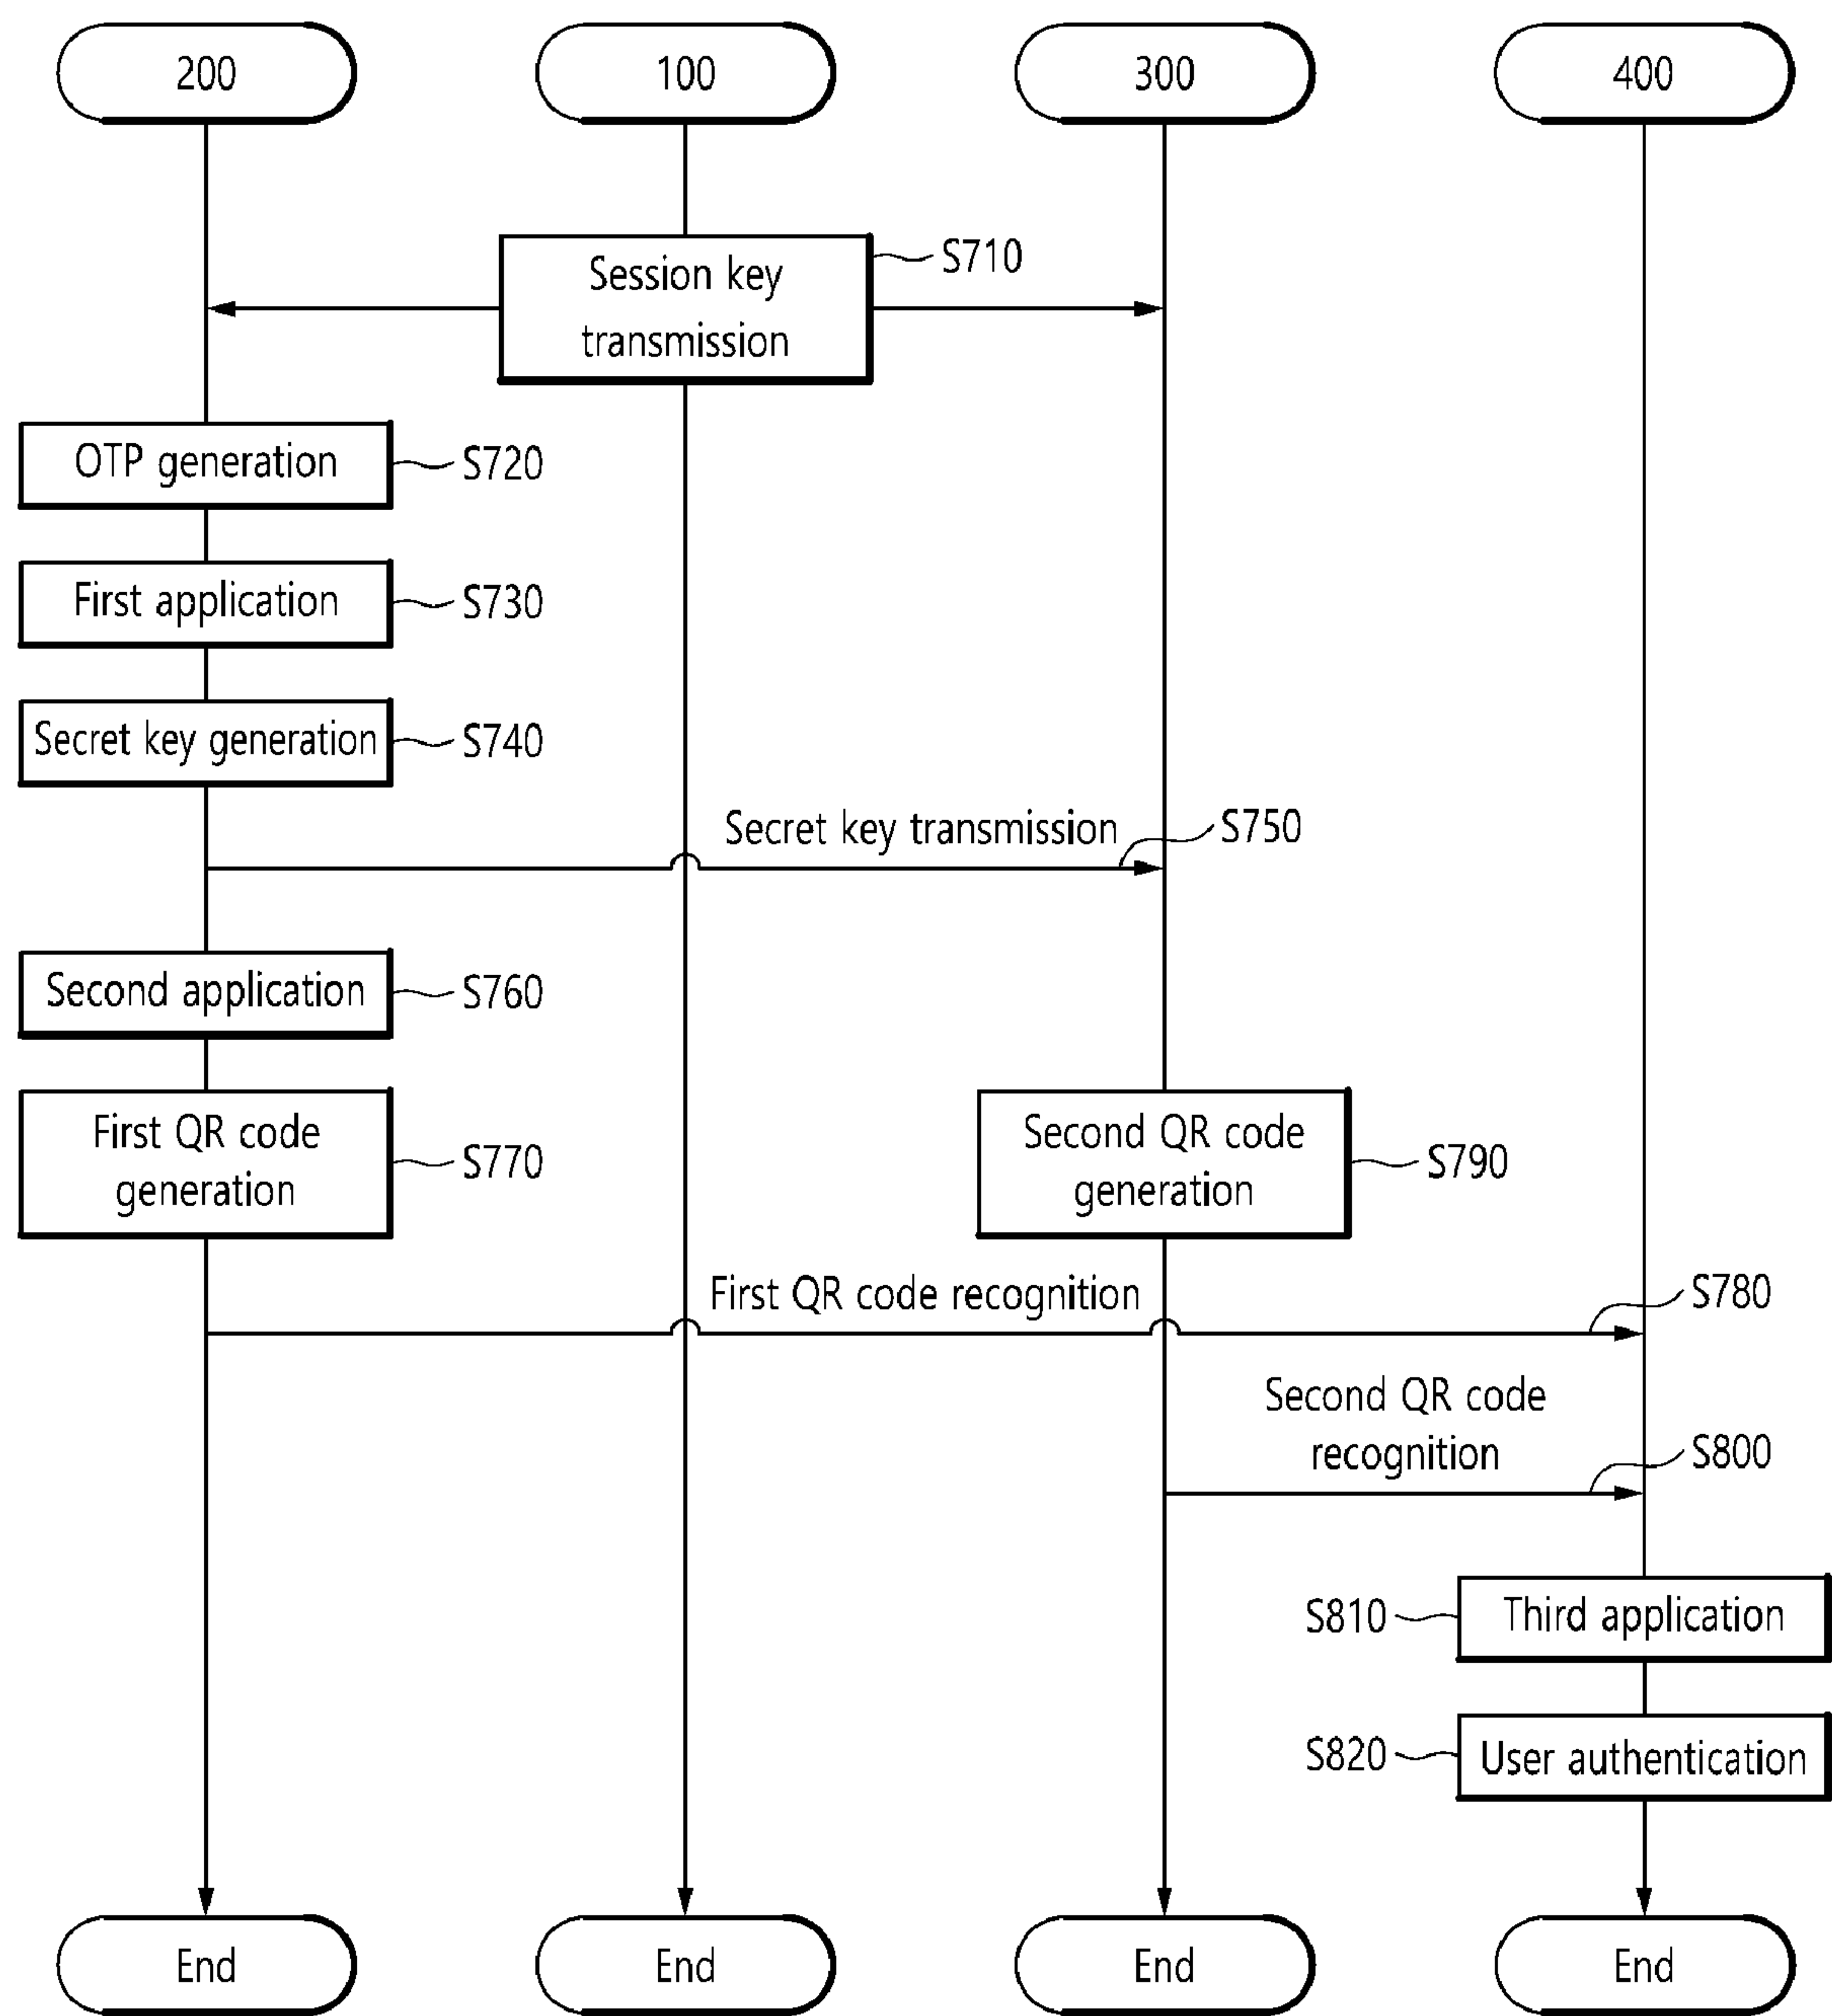 200
100
300
400
Session key
transmission
S710
OTP generation
S720
First application
S730
Secret key generation
S740
Secret key transmission
S750
Second application
S760
First QR code
generation
S770
Second QR code
generation
S790
First QR code recognition
S780
Second QR code
recognition
S800
S810
Third application
S820
User authentication
End
End
End
End